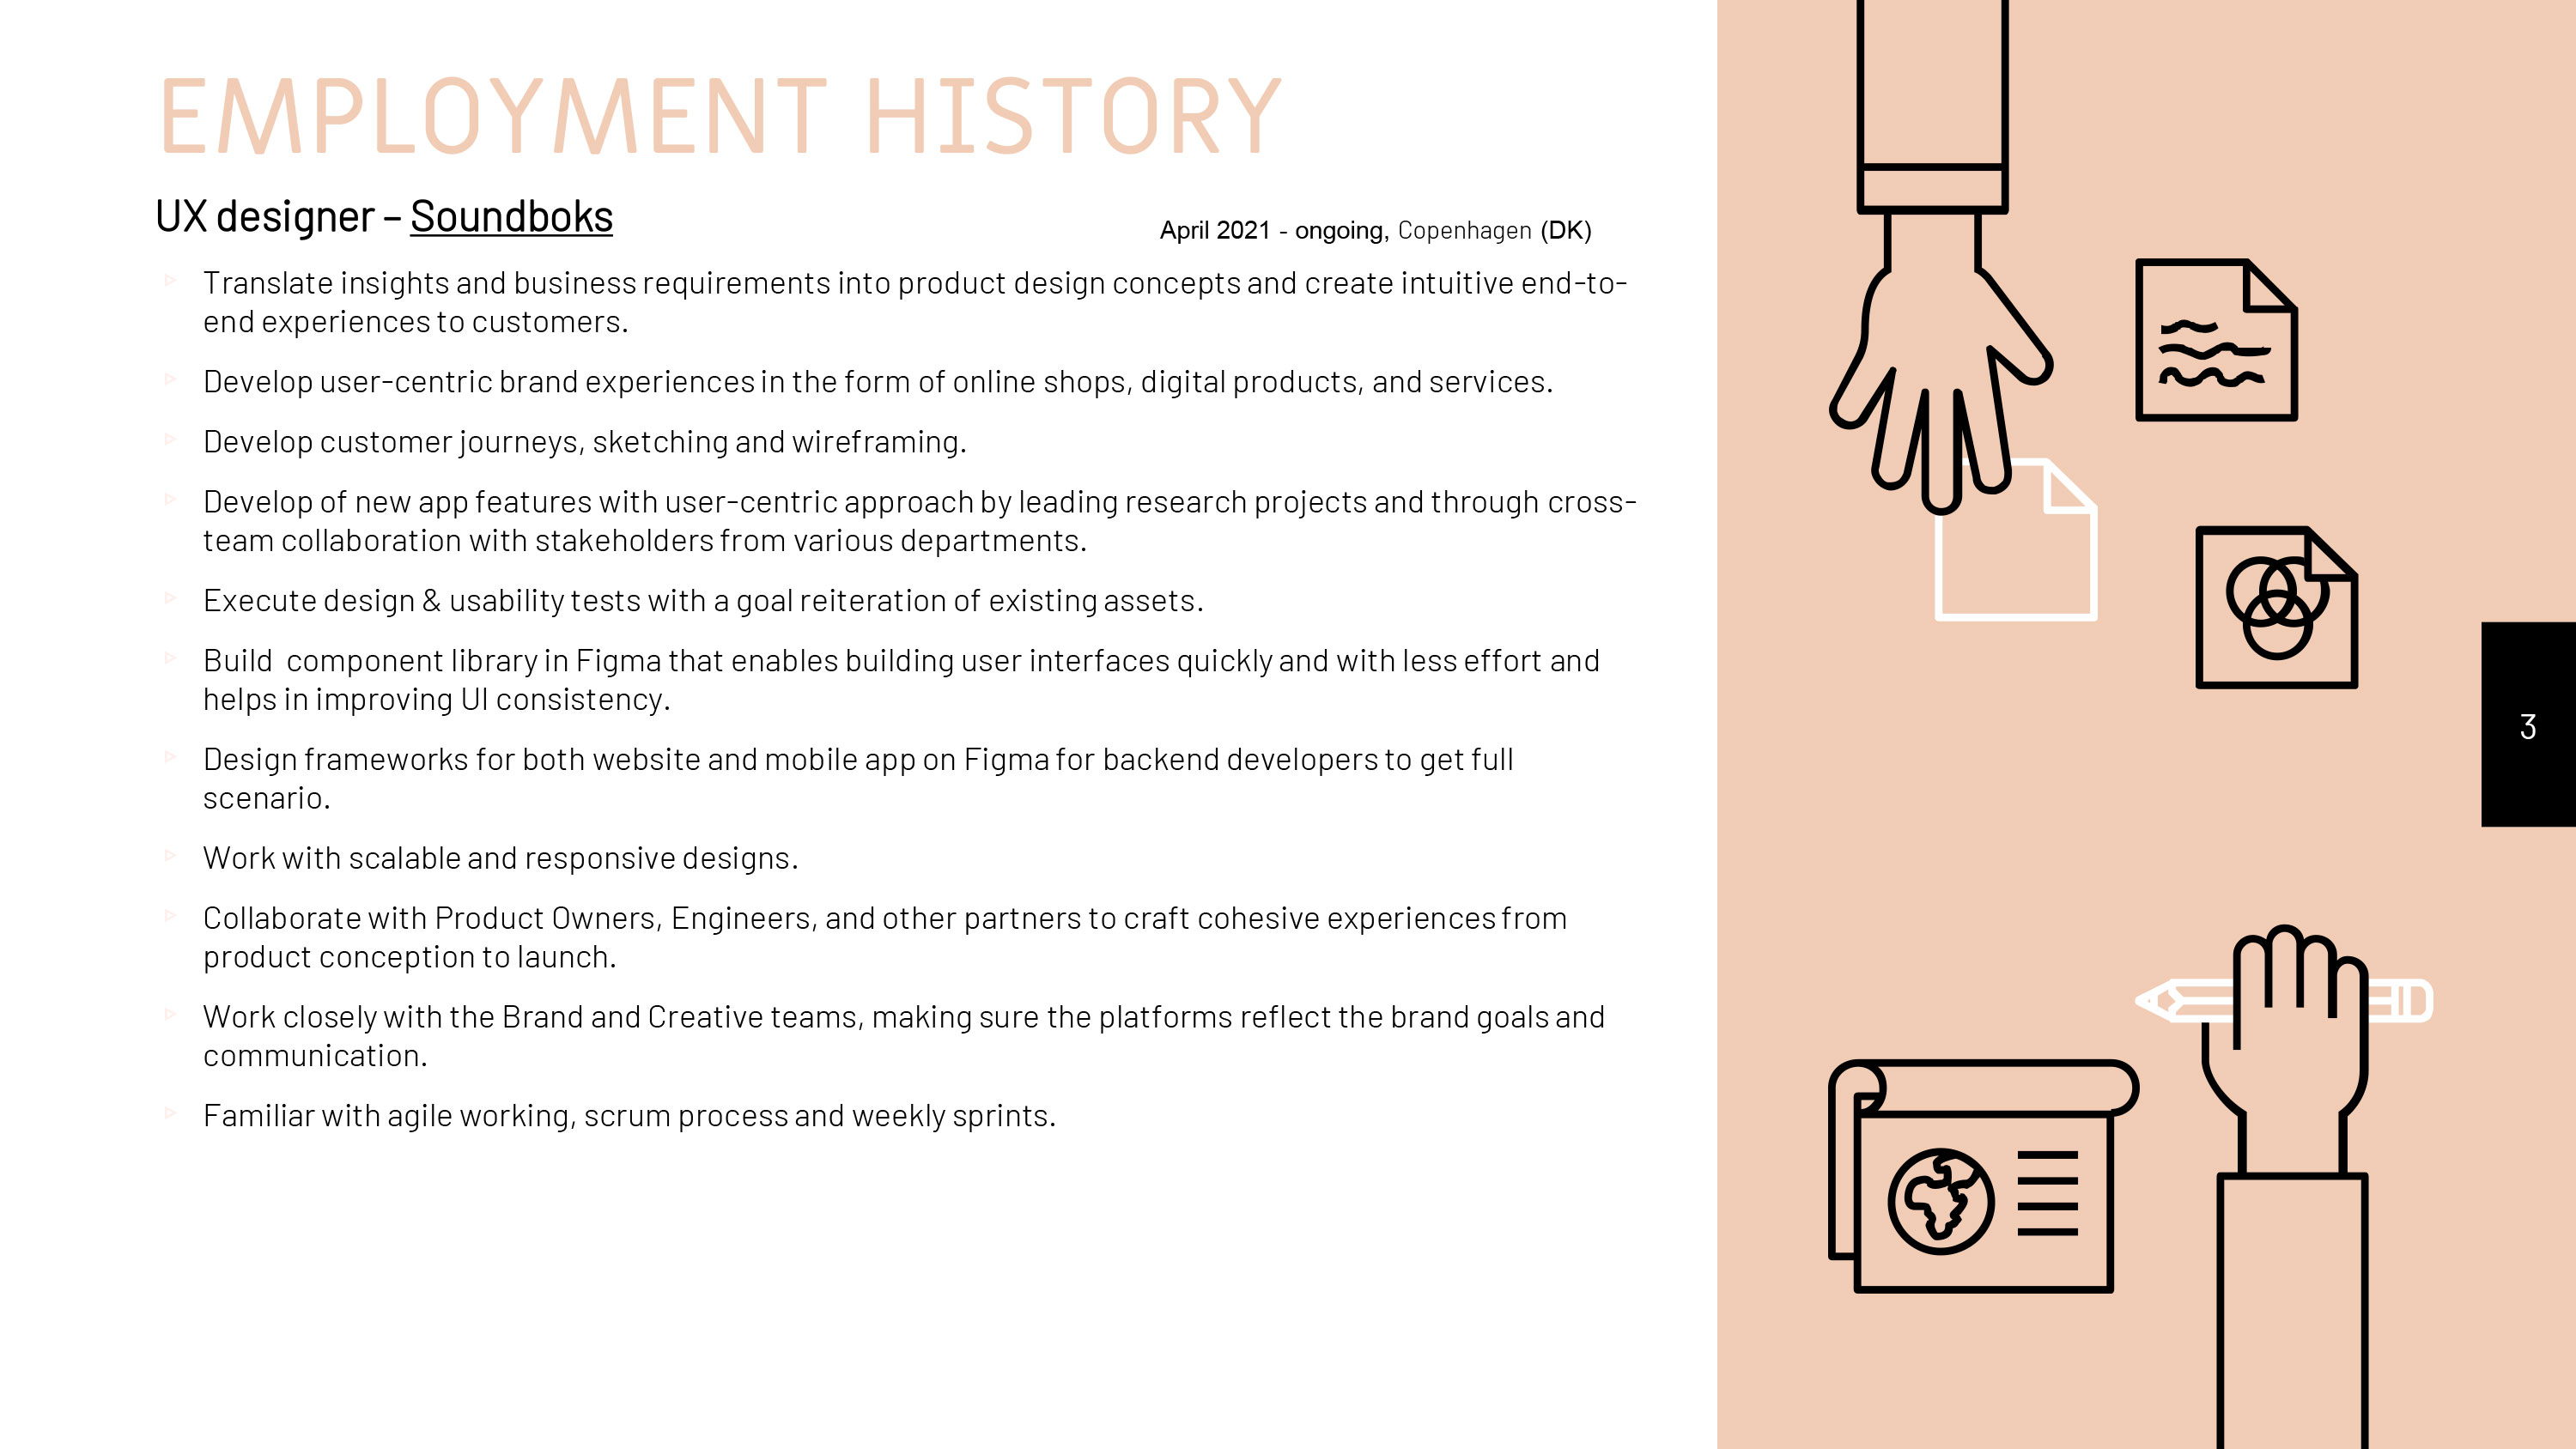 EMPLOYMENT HISTORY
UX designer – Soundboks
April 2021 - ongoing, Copenhagen (DK)
Translate insights and business requirements into product design concepts and create intuitive end-to-
end experiences to customers.
Develop user-centric brand experiences in the form of online shops, digital products, and services.
Develop customer journeys, sketching and wireframing.
Develop of new app features with user-centric approach by leading research projects and through cross-
team collaboration with stakeholders from various departments.
Execute design & usability tests with a goal reiteration of existing assets.
Build  component library in Figma that enables building user interfaces quickly and with less effort and
helps in improving UI consistency.
Design frameworks for both website and mobile app on Figma for backend developers to get full
scenario.
Work with scalable and responsive designs.
Collaborate with Product Owners, Engineers, and other partners to craft cohesive experiences from
product conception to launch.
Work closely with the Brand and Creative teams, making sure the platforms reflect the brand goals and
communication.
Familiar with agile working, scrum process and weekly sprints.
3